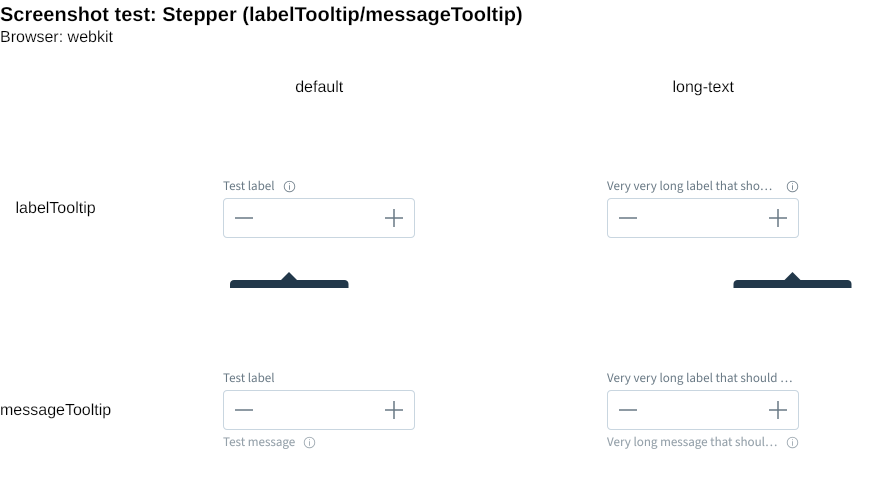 Screenshot test: Stepper (labelTooltip/messageTooltip)
Browser: webkit
default
long-text
labelTooltip
Test label
Very very long label that sho…
messageTooltip
Test label
Very very long label that should …
Test message
Very long message that shoul…